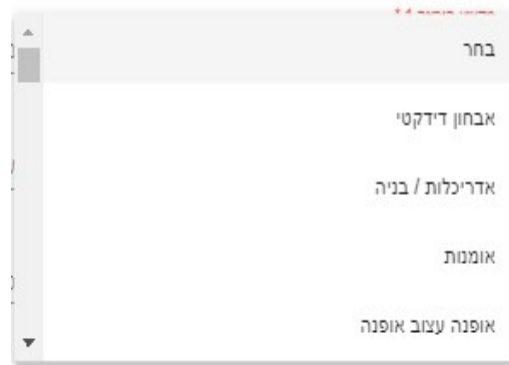 בחר
אבחון דידקטי
אדריכלות / בניה
אומנות
אופנה עצוב אופנה